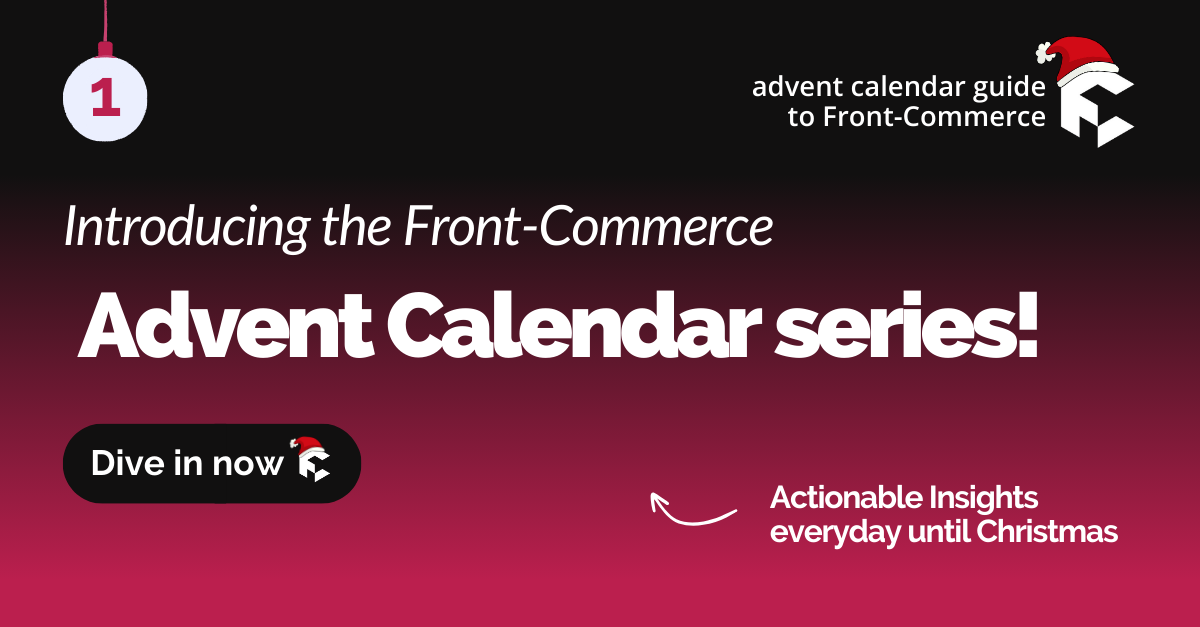 1
advent calendar guide
to Front-Commerce
Introducing the Front-Commerce
Advent Calendar series!
Dive in now
Actionable Insights
everyday until Christmas